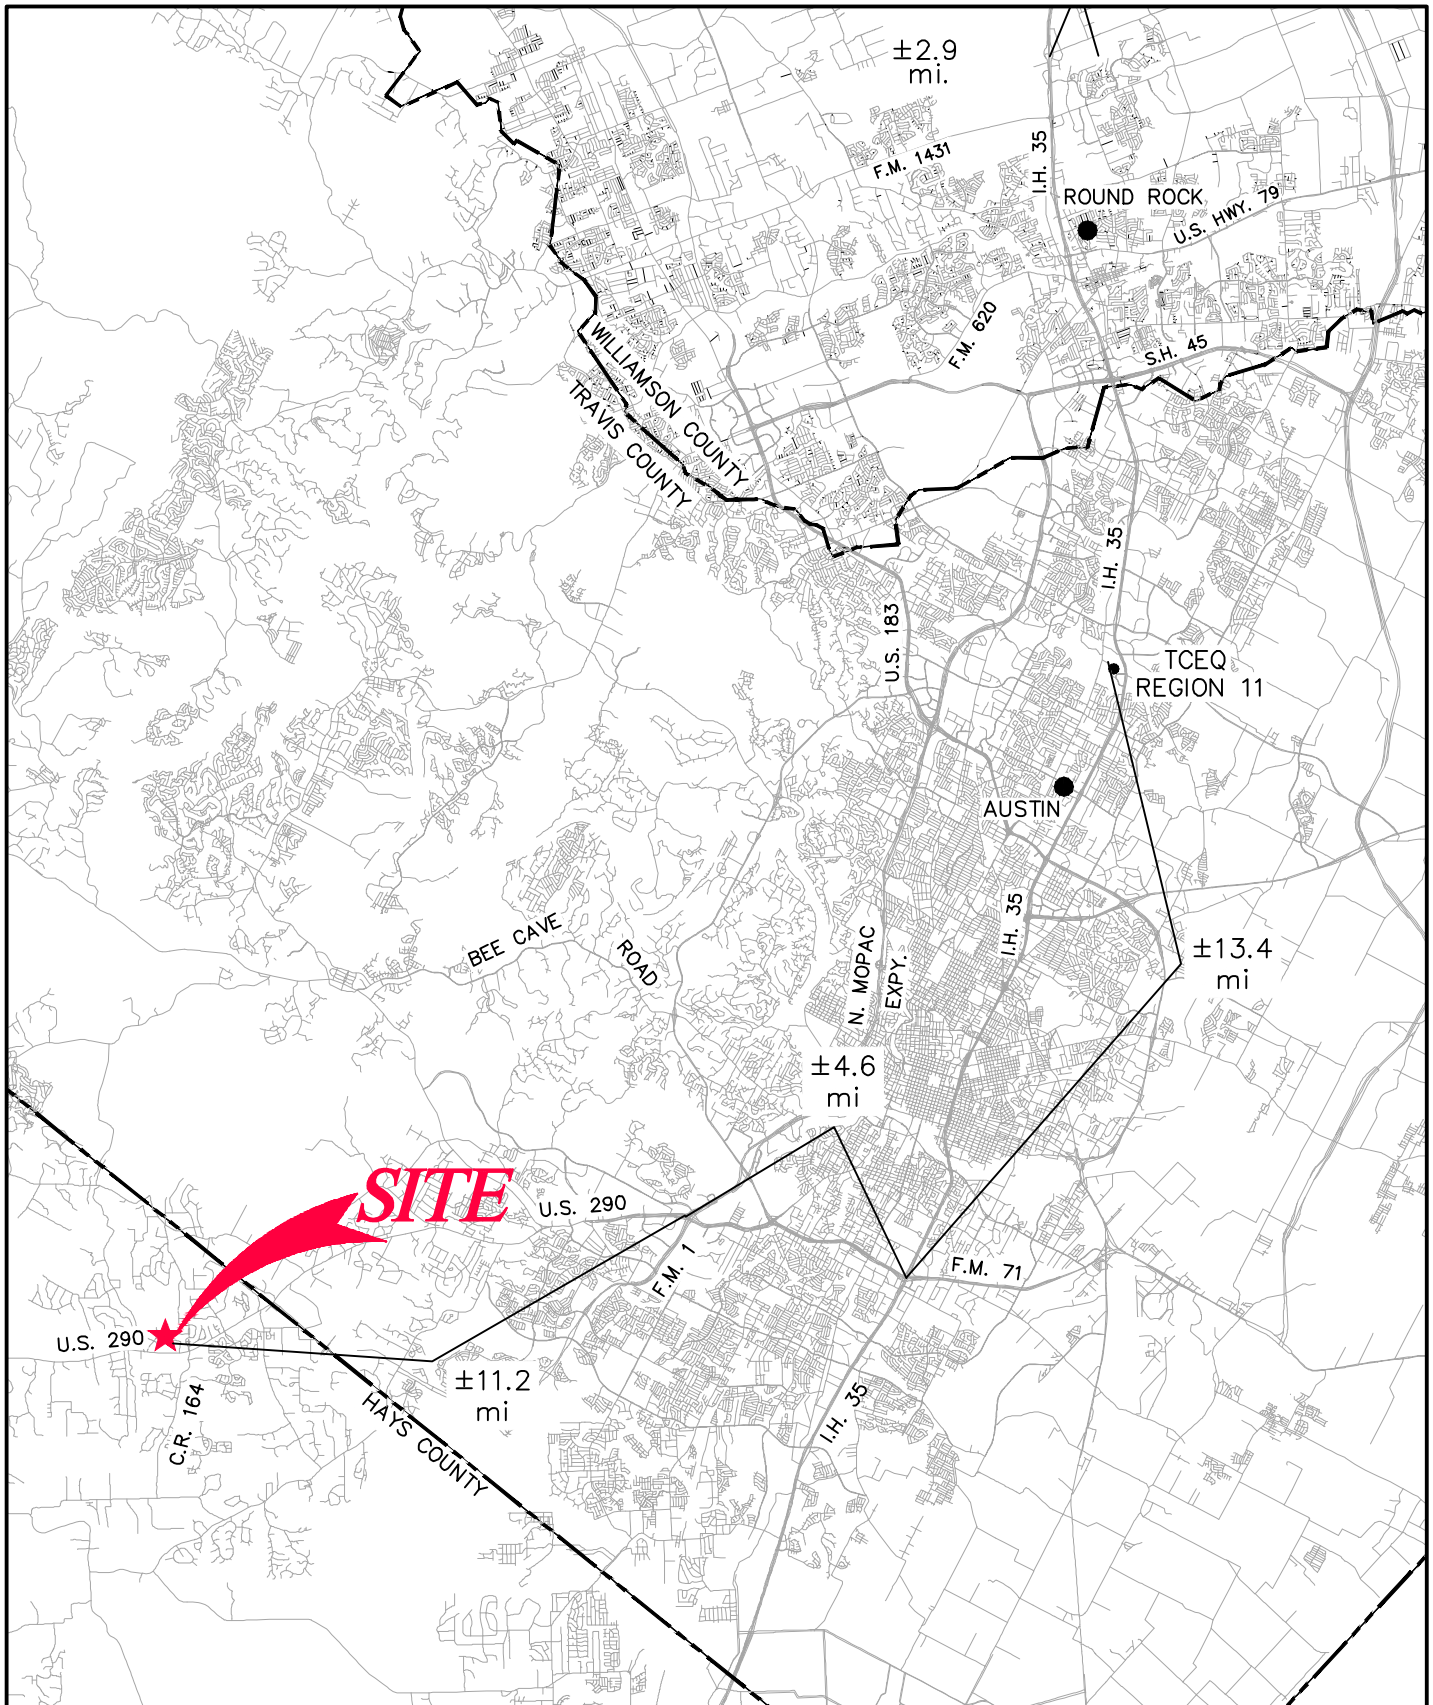 ±2.9
mi.
F.M. 1431
I.H. 35
ROUND ROCK
U.S. HWY. 79
F.M. 620
S.H. 45
WILLIAMSON COUNTY
TRAVIS COUNTY
I.H. 35
U.S. 183
TCEQ
REGION 11
AUSTIN
I.H. 35
BEE CAVE
ROAD
N. MOPAC
EXPY.
±13.4
mi
±4.6
mi
SITE
U.S. 290
F.M. 1
F.M. 71
U.S. 290
±11.2
mi
C.R. 164
HAYS COUNTY
I.H. 35